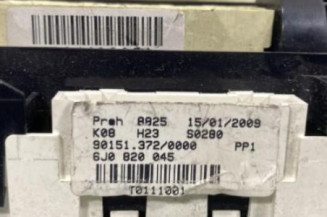 Preh A825 15/01/2009
K08 H23 S0280
90151.372/0000 PP1
6J0 820 045
T0111001